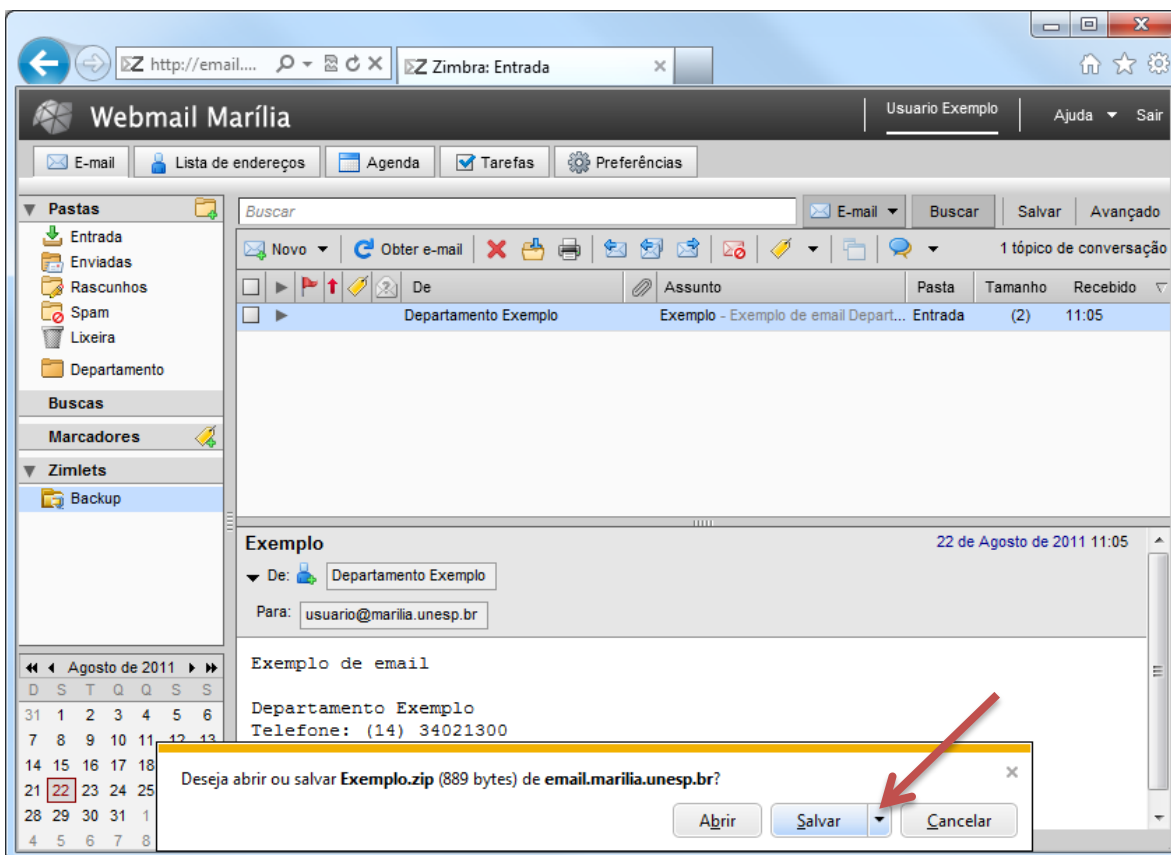 http://email....
Zimbra: Entrada
Webmail Marília
Usuario Exemplo
Ajuda
Sair
E-mail
Lista de endereços
Agenda
Tarefas
Preferências
Pastas
Entrada
Enviadas
Rascunhos
Spam
Lixeira
Departamento
Buscas
Marcadores
Zimlets
Backup
Buscar E-mail Buscar Salvar Avançado
Novo Obter e-mail 1 tópico de conversação
De Assunto Pasta Tamanho Recebido
Departamento Exemplo Exemplo - Exemplo de email Depart... Entrada (2) 11:05
Exemplo 22 de Agosto de 2011 11:05
De: Departamento Exemplo
Para: usuario@marilia.unesp.br
Exemplo de email
Departamento Exemplo
Telefone: (14) 34021300
Agosto de 2011
D S T Q Q S S
31 1 2 3 4 5 6
7 8 9 10 11 12 13
14 15 16 17 18
21 22 23 24 25
28 29 30 31 1
4 5 6 7 8
Deseja abrir ou salvar Exemplo.zip (889 bytes) de email.marilia.unesp.br?
Abrir Salvar Cancelar